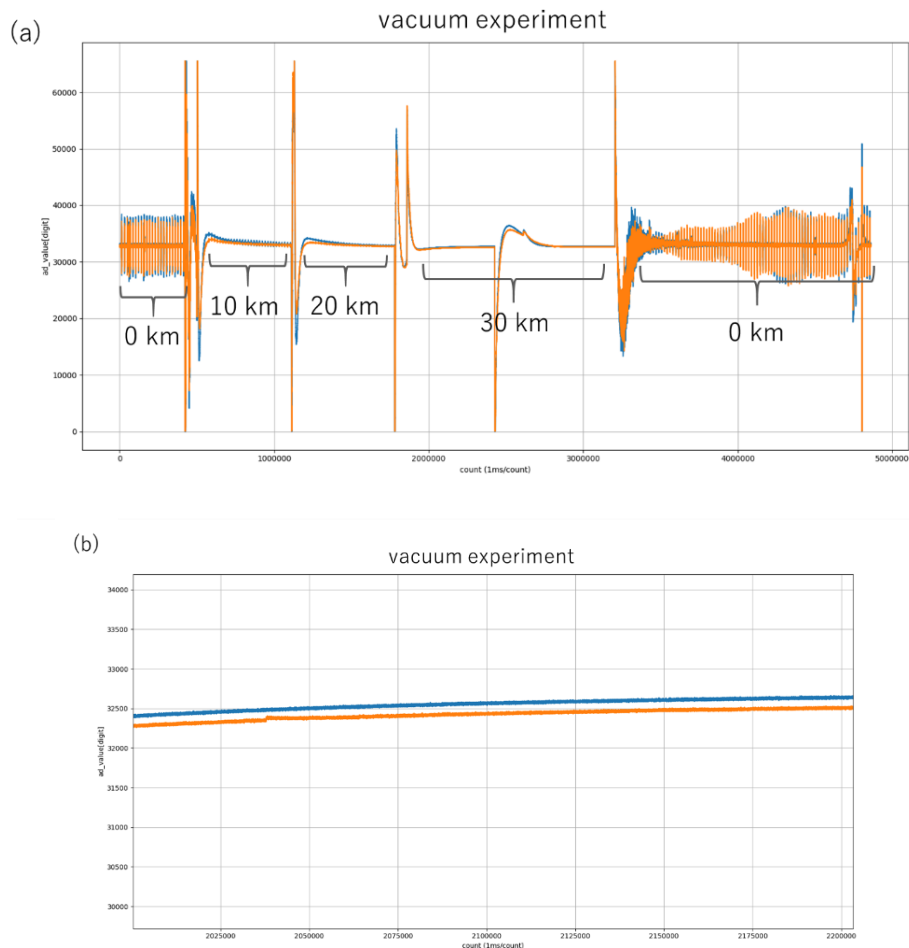 (a)
vacuum experiment
60000
50000
40000
30000
20000
10000
0
ad_value[digit]
0 km
10 km
20 km
30 km
0 km
0
1000000
2000000
3000000
4000000
5000000
count (1ms/count)
(b)
vacuum experiment
34000
33500
33000
32500
32000
31500
31000
30500
30000
ad_value[digit]
2025000
2050000
2075000
2100000
2125000
2150000
2175000
2200000
count (1ms/count)